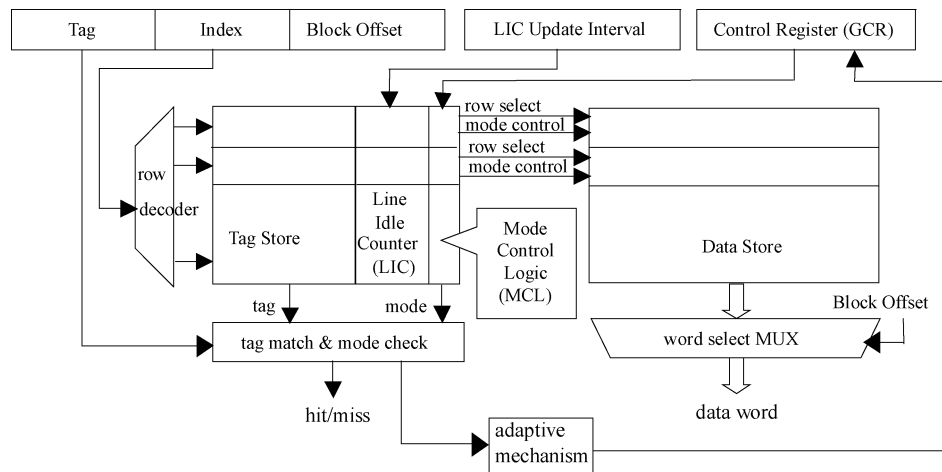 Tag Index Block Offset LIC Update Interval Control Register (GCR)
row select
mode control
row select
mode control
row
decoder
Tag Store
Line
Idle
Counter
(LIC)
Mode
Control
Logic
(MCL)
Data Store
tag
mode
Block Offset
tag match & mode check
word select MUX
hit/miss
data word
adaptive
mechanism